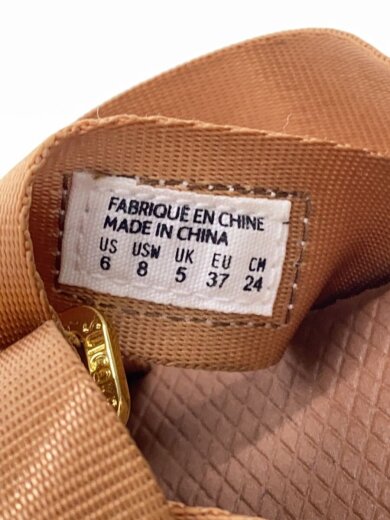 FABRIQUÉ EN CHINE
MADE IN CHINA
US USW UK EU CM
6 8 5 37 24